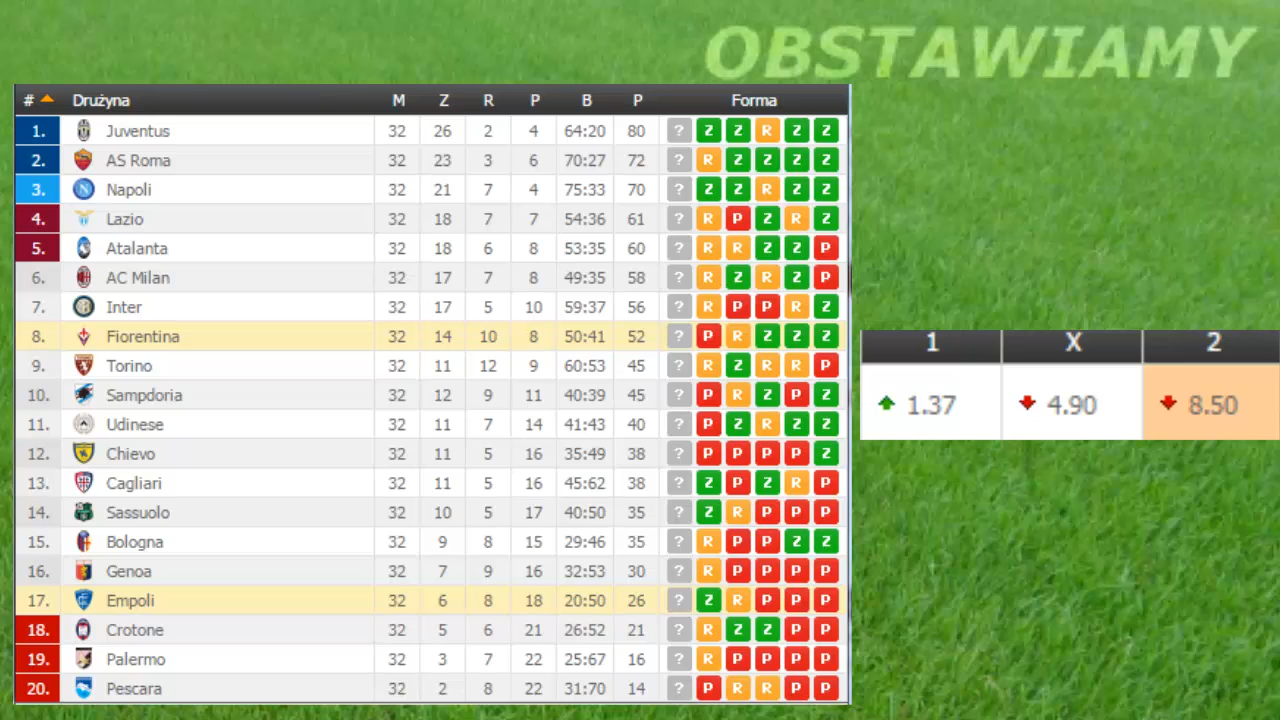 OBSTAWIAMY
# Drużyna M Z R P B P Forma
1. Juventus 32 26 2 4 64:20 80 ? Z Z R Z Z
2. AS Roma 32 23 3 6 70:27 72 ? R Z Z Z Z
3. Napoli 32 21 7 4 75:33 70 ? Z Z R Z Z
4. Lazio 32 18 7 7 54:36 61 ? R P Z R Z
5. Atalanta 32 18 6 8 53:35 60 ? R R Z Z P
6. AC Milan 32 17 7 8 49:35 58 ? R Z R Z P
7. Inter 32 17 5 10 59:37 56 ? R P P R Z
8. Fiorentina 32 14 10 8 50:41 52 ? P R Z Z Z
9. Torino 32 11 12 9 60:53 45 ? R Z R R P
10. Sampdoria 32 12 9 11 40:39 45 ? P R Z P Z
11. Udinese 32 11 7 14 41:43 40 ? P Z R Z Z
12. Chievo 32 11 5 16 35:49 38 ? P P P P Z
13. Cagliari 32 11 5 16 45:62 38 ? Z P Z R P
14. Sassuolo 32 10 5 17 40:50 35 ? Z R P P P
15. Bologna 32 9 8 15 29:46 35 ? R P P Z Z
16. Genoa 32 7 9 16 32:53 30 ? R P P P P
17. Empoli 32 6 8 18 20:50 26 ? Z R P P P
18. Crotone 32 5 6 21 26:52 21 ? R Z Z P P
19. Palermo 32 3 7 22 25:67 16 ? R P P P P
20. Pescara 32 2 8 22 31:70 14 ? P R R P P
1 X 2
1.37 4.90 8.50